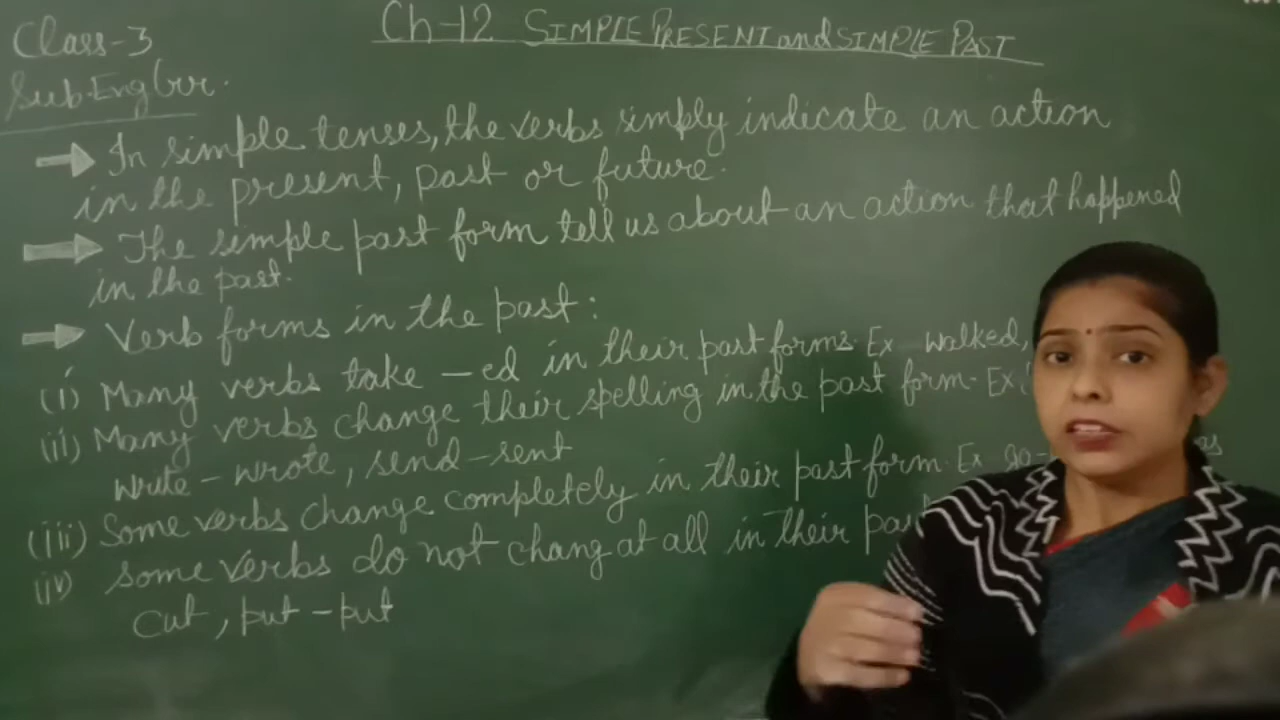 Class-3
Ch-12 SIMPLE PRESENT and SIMPLE PAST
Sub-Eng Gr.
In simple tenses, the verbs simply indicate an action
in the present, past or future.
The simple past form tell us about an action that happened
in the past.
Verb forms in the past:
(i) Many verbs take -ed in their past forms. Ex walked,
(ii) Many verbs change their spelling in the past form. Ex:
write - wrote, send - sent
(iii) Some verbs change completely in their past form. Ex go-
(iv) some verbs do not chang at all in their
cut, put - put